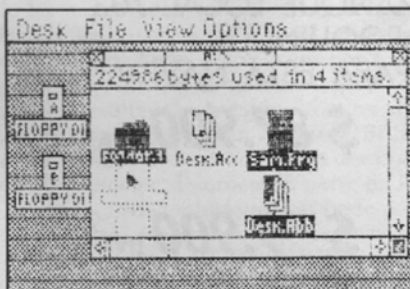 Desk File View Options
A:\
224986 bytes used in 4 items.
A
FLOPPY DI
Desk.Acc Sam.Prg
B
FLOPPY DI
Desk.Abb